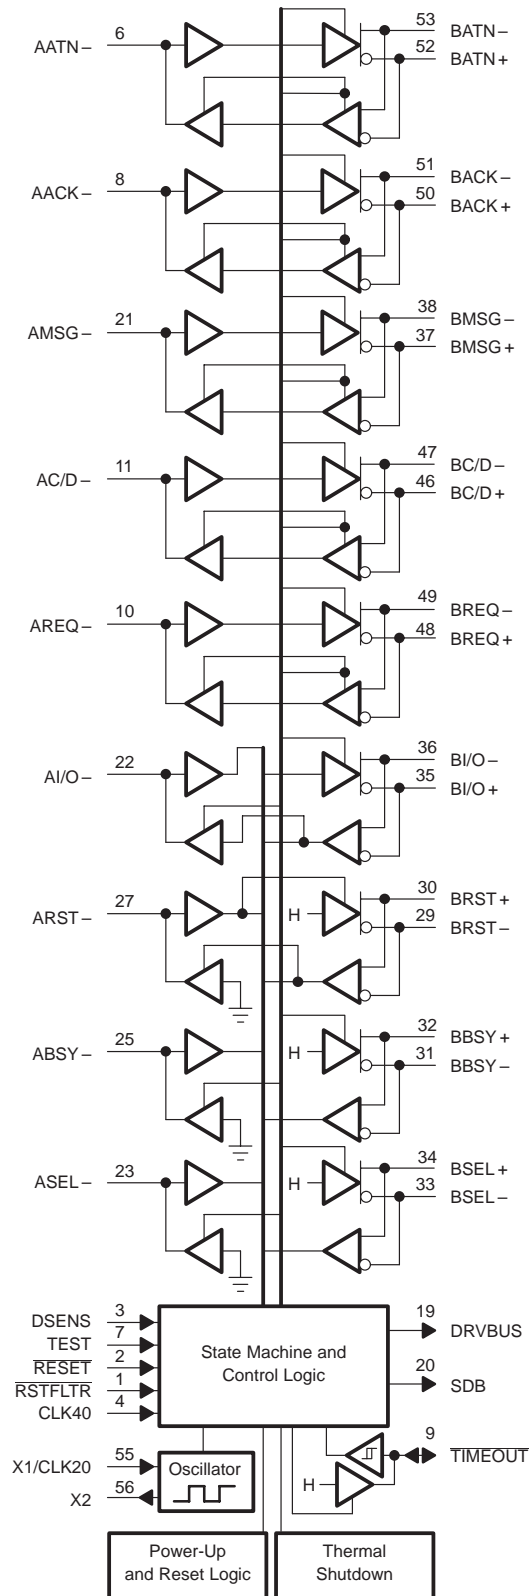 AATN– 6 53 BATN–
52 BATN+
AACK– 8 51 BACK–
50 BACK+
AMSG– 21 38 BMSG–
37 BMSG+
AC/D– 11 47 BC/D–
46 BC/D+
AREQ– 10 49 BREQ–
48 BREQ+
AI/O– 22 36 BI/O–
35 BI/O+
ARST– 27 H 30 BRST+
29 BRST–
ABSY– 25 H 32 BBSY+
31 BBSY–
ASEL– 23 H 34 BSEL+
33 BSEL–
DSENS 3
TEST 7
RESET 2
RSTFLTR 1
CLK40 4
State Machine and
Control Logic
19 DRVBUS
20 SDB
9 TIMEOUT
H
X1/CLK20 55
X2 56
Oscillator
Power-Up
and Reset Logic
Thermal
Shutdown